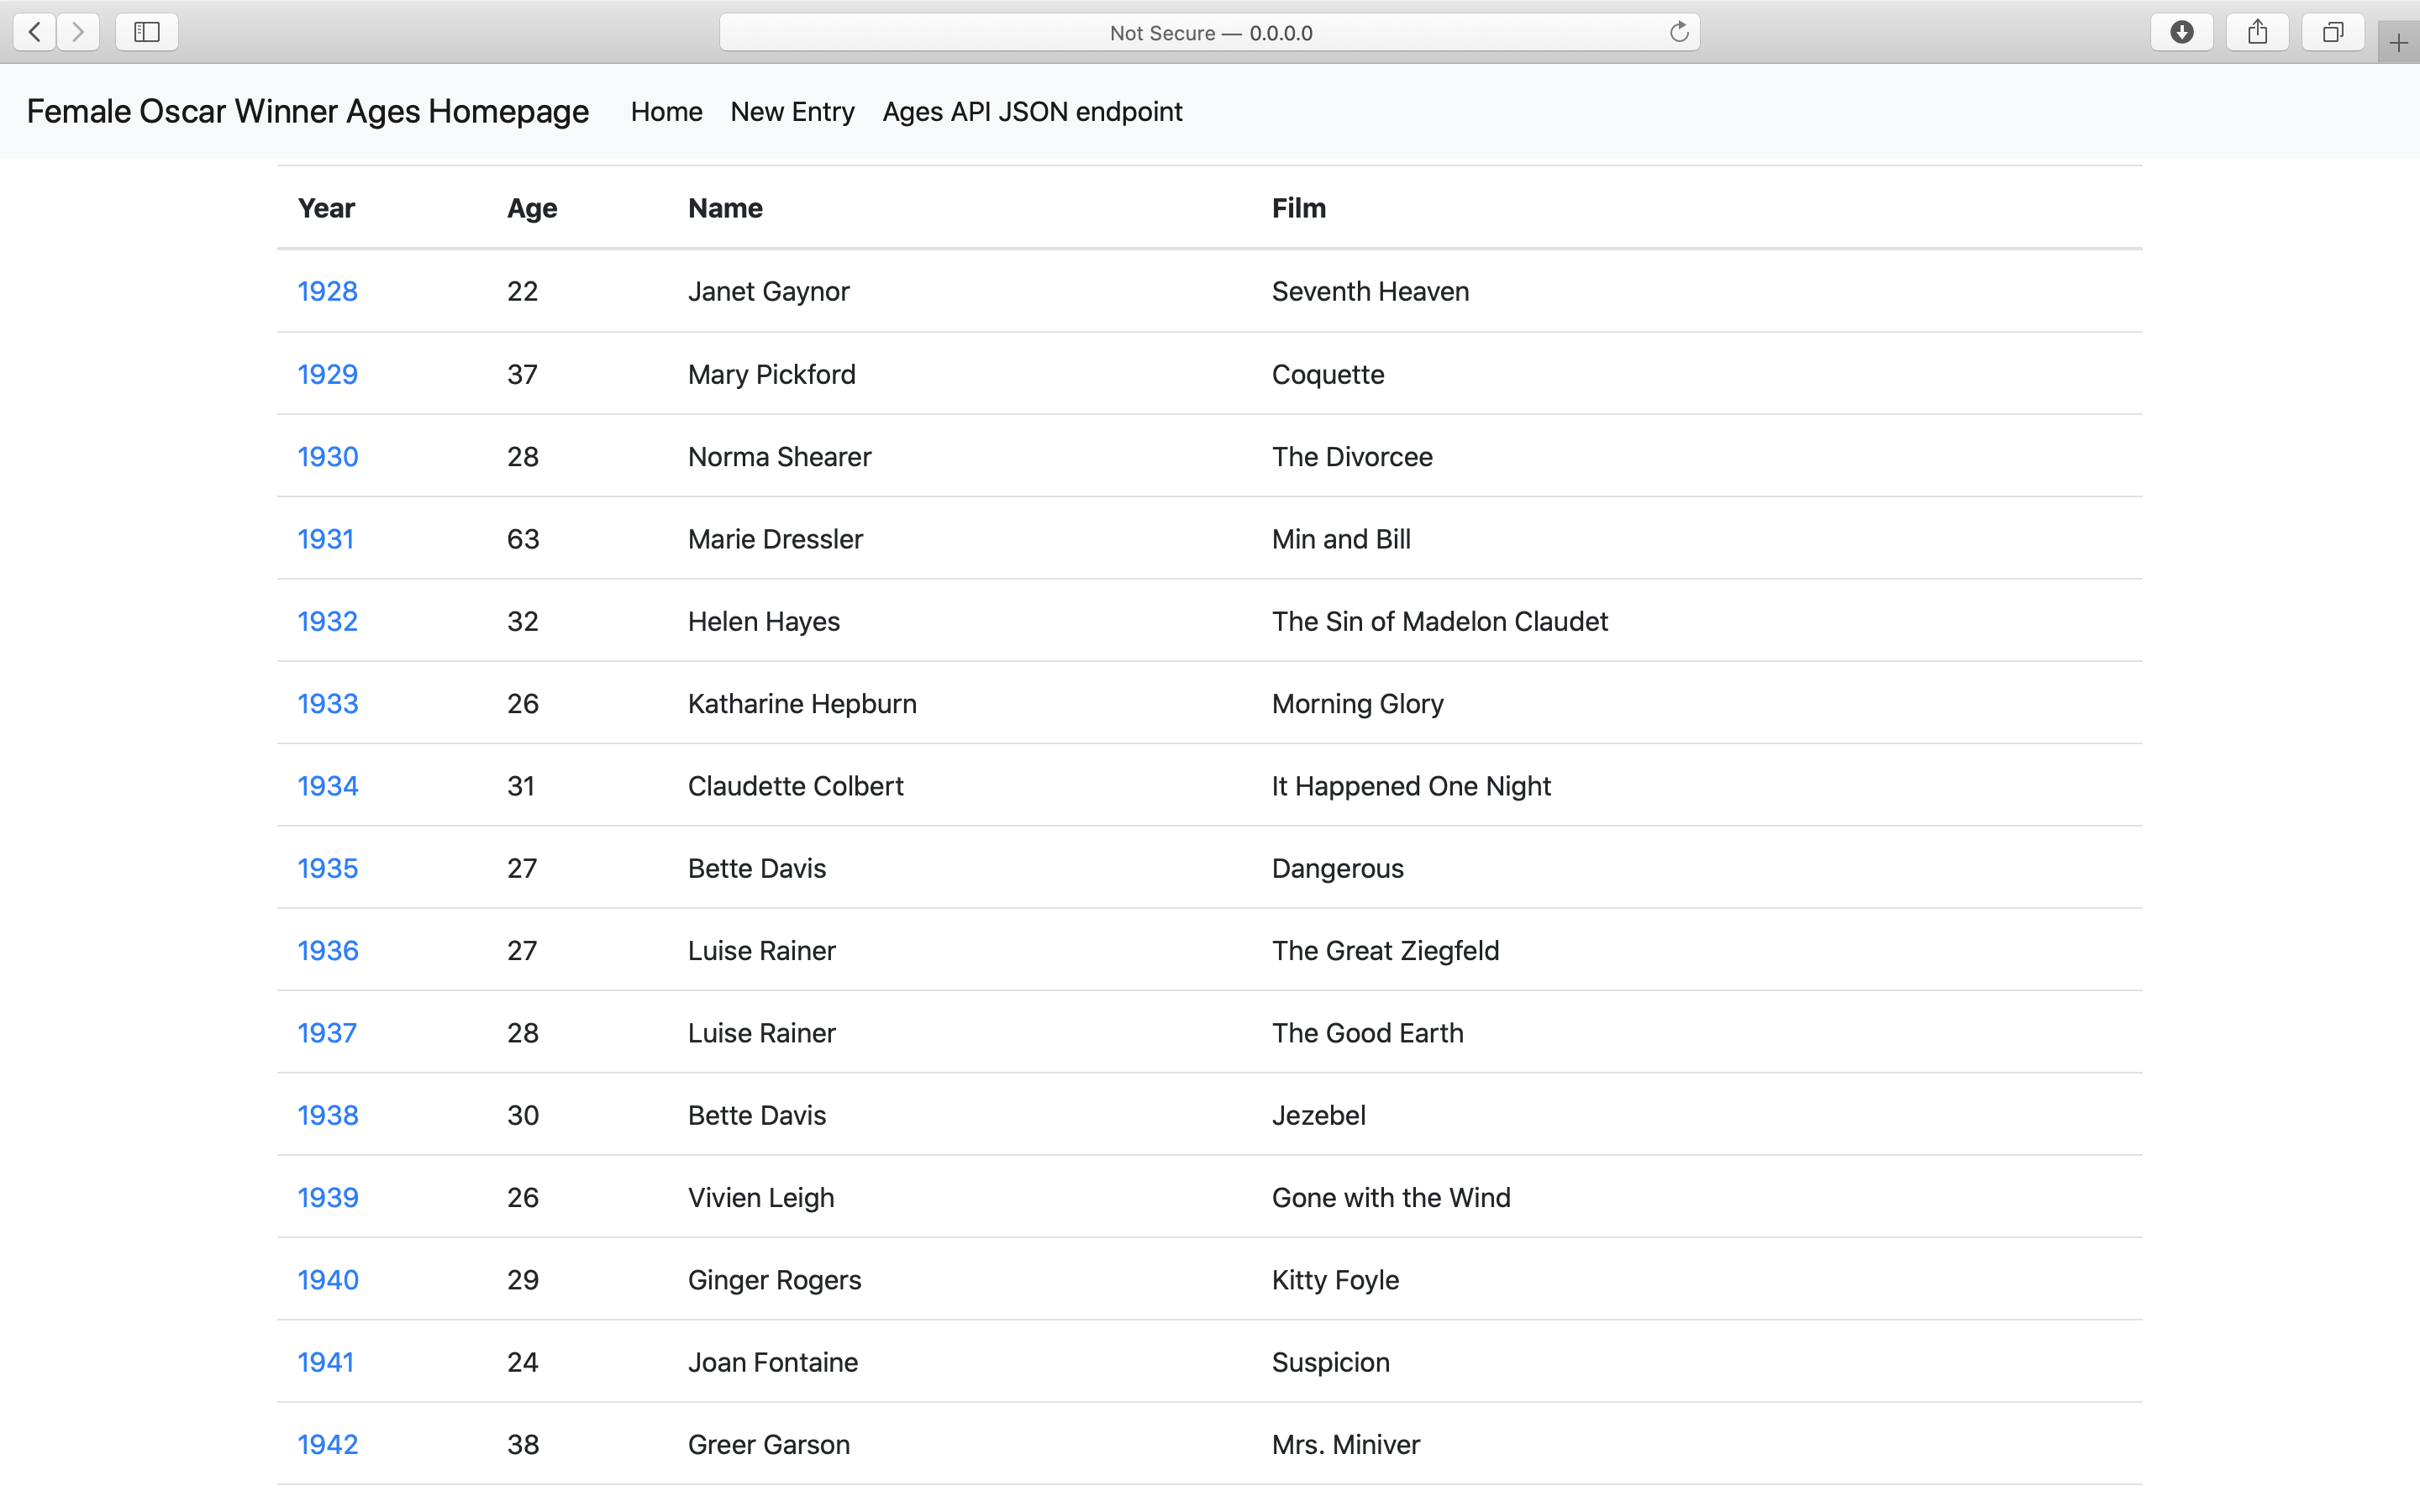 Not Secure — 0.0.0.0
Female Oscar Winner Ages Homepage Home New Entry Ages API JSON endpoint
Year Age Name Film
1928 22 Janet Gaynor Seventh Heaven
1929 37 Mary Pickford Coquette
1930 28 Norma Shearer The Divorcee
1931 63 Marie Dressler Min and Bill
1932 32 Helen Hayes The Sin of Madelon Claudet
1933 26 Katharine Hepburn Morning Glory
1934 31 Claudette Colbert It Happened One Night
1935 27 Bette Davis Dangerous
1936 27 Luise Rainer The Great Ziegfeld
1937 28 Luise Rainer The Good Earth
1938 30 Bette Davis Jezebel
1939 26 Vivien Leigh Gone with the Wind
1940 29 Ginger Rogers Kitty Foyle
1941 24 Joan Fontaine Suspicion
1942 38 Greer Garson Mrs. Miniver